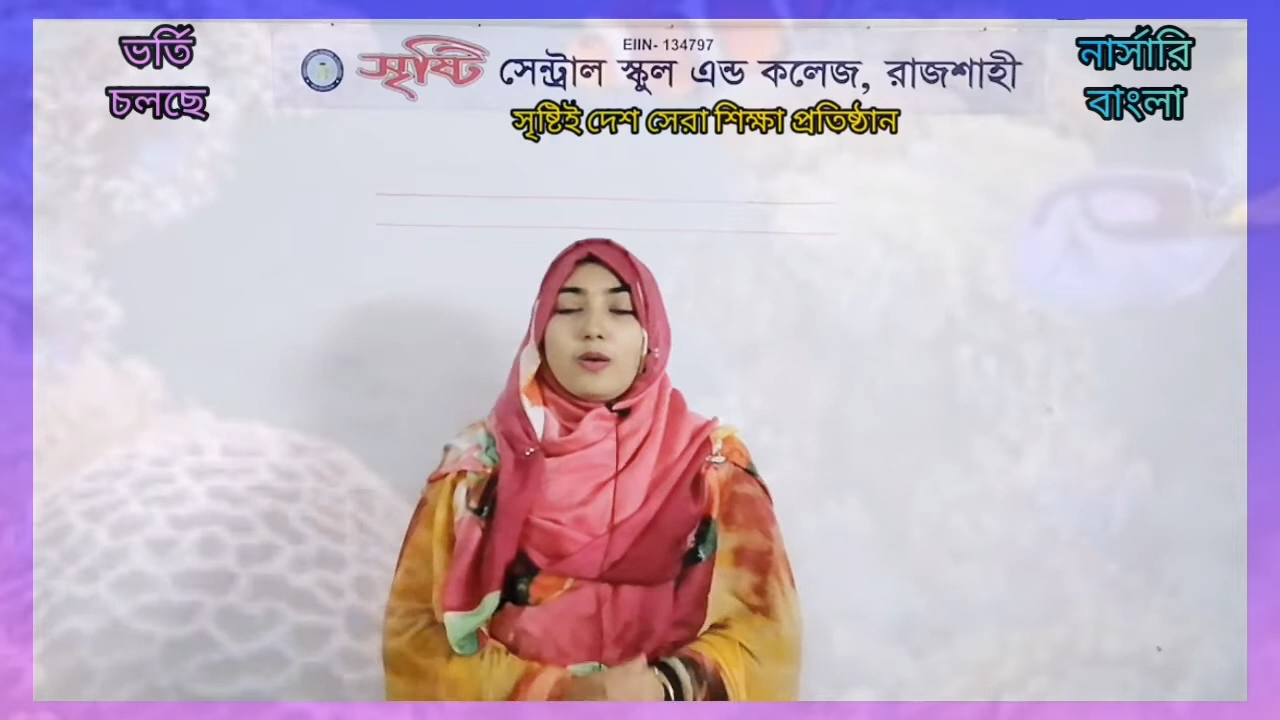 ভর্তি
চলছে
EIIN- 134797
সৃষ্টি সেন্ট্রাল স্কুল এন্ড কলেজ, রাজশাহী
সৃষ্টিই দেশ সেরা শিক্ষা প্রতিষ্ঠান
নার্সারি
বাংলা